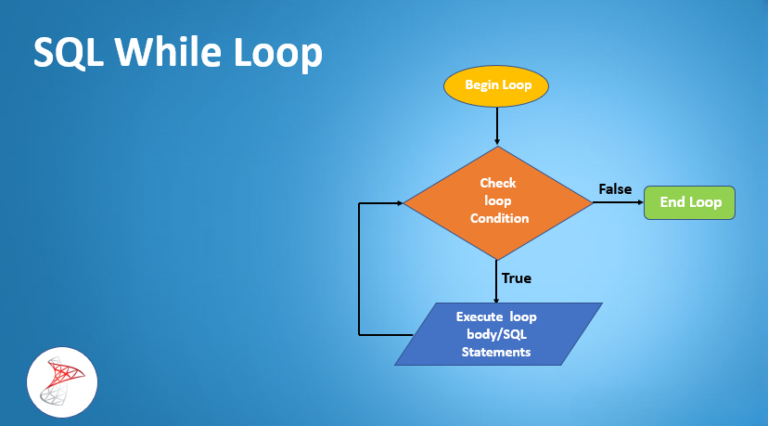 SQL While Loop
Begin Loop
Check
loop
Condition
False
End Loop
True
Execute loop
body/SQL
Statements